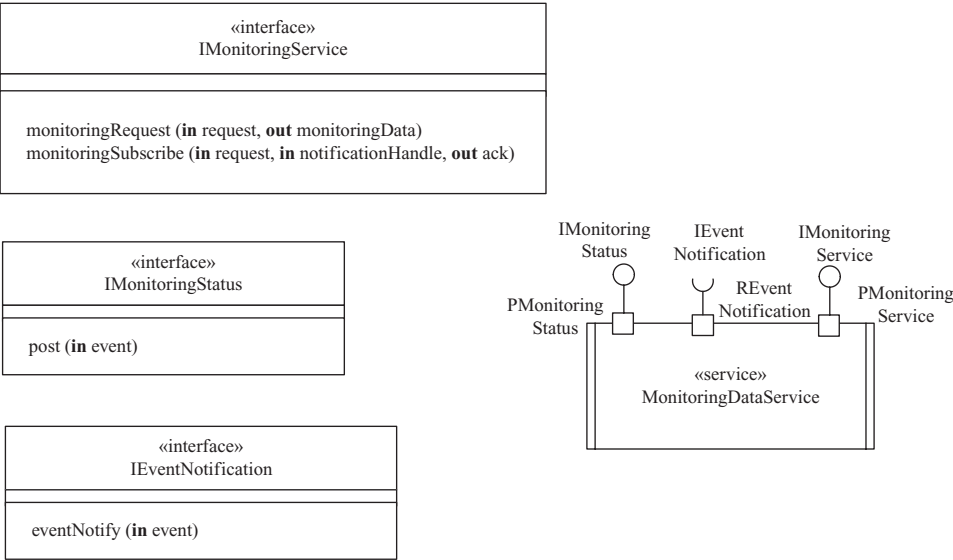 «interface»
IMonitoringService
monitoringRequest (in request, out monitoringData)
monitoringSubscribe (in request, in notificationHandle, out ack)
«interface»
IMonitoringStatus
post (in event)
«interface»
IEventNotification
eventNotify (in event)
IMonitoring
Status
IEvent
Notification
IMonitoring
Service
PMonitoring
Status
REvent
Notification
PMonitoring
Service
«service»
MonitoringDataService